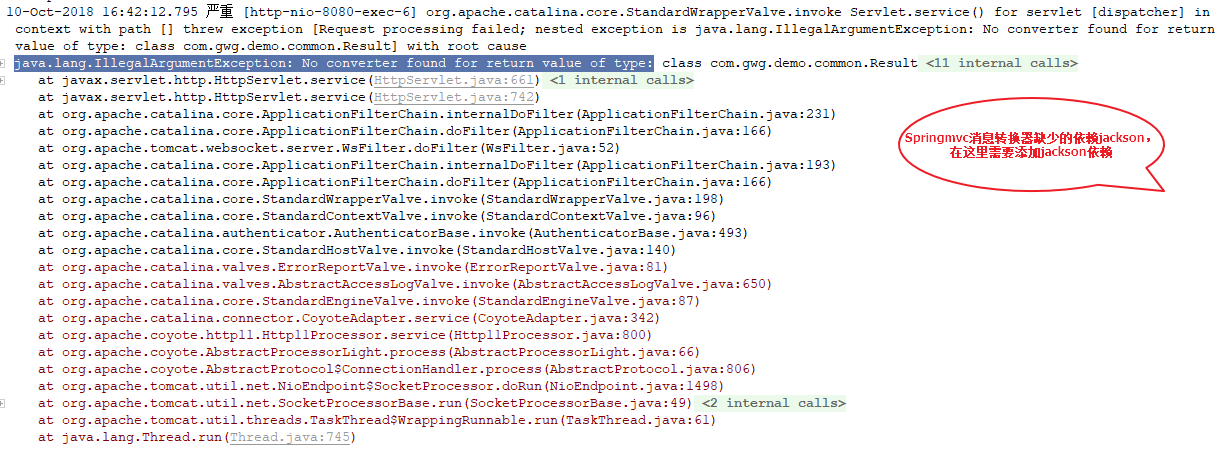 10-Oct-2018 16:42:12.795 严重 [http-nio-8080-exec-6] org.apache.catalina.core.StandardWrapperValve.invoke Servlet.service() for servlet [dispatcher] in
context with path [] threw exception [Request processing failed; nested exception is java.lang.IllegalArgumentException: No converter found for return
value of type: class com.gwg.demo.common.Result] with root cause
java.lang.IllegalArgumentException: No converter found for return value of type: class com.gwg.demo.common.Result <11 internal calls>
at javax.servlet.http.HttpServlet.service(HttpServlet.java:661) <1 internal calls>
at javax.servlet.http.HttpServlet.service(HttpServlet.java:742)
at org.apache.catalina.core.ApplicationFilterChain.internalDoFilter(ApplicationFilterChain.java:231)
at org.apache.catalina.core.ApplicationFilterChain.doFilter(ApplicationFilterChain.java:166)
at org.apache.tomcat.websocket.server.WsFilter.doFilter(WsFilter.java:52)
at org.apache.catalina.core.ApplicationFilterChain.internalDoFilter(ApplicationFilterChain.java:193)
at org.apache.catalina.core.ApplicationFilterChain.doFilter(ApplicationFilterChain.java:166)
at org.apache.catalina.core.StandardWrapperValve.invoke(StandardWrapperValve.java:198)
at org.apache.catalina.core.StandardContextValve.invoke(StandardContextValve.java:96)
at org.apache.catalina.authenticator.AuthenticatorBase.invoke(AuthenticatorBase.java:493)
at org.apache.catalina.core.StandardHostValve.invoke(StandardHostValve.java:140)
at org.apache.catalina.valves.ErrorReportValve.invoke(ErrorReportValve.java:81)
at org.apache.catalina.valves.AbstractAccessLogValve.invoke(AbstractAccessLogValve.java:650)
at org.apache.catalina.core.StandardEngineValve.invoke(StandardEngineValve.java:87)
at org.apache.catalina.connector.CoyoteAdapter.service(CoyoteAdapter.java:342)
at org.apache.coyote.http11.Http11Processor.service(Http11Processor.java:800)
at org.apache.coyote.AbstractProcessorLight.process(AbstractProcessorLight.java:66)
at org.apache.coyote.AbstractProtocol$ConnectionHandler.process(AbstractProtocol.java:806)
at org.apache.tomcat.util.net.NioEndpoint$SocketProcessor.doRun(NioEndpoint.java:1498)
at org.apache.tomcat.util.net.SocketProcessorBase.run(SocketProcessorBase.java:49) <2 internal calls>
at org.apache.tomcat.util.threads.TaskThread$WrappingRunnable.run(TaskThread.java:61)
at java.lang.Thread.run(Thread.java:745)
Springmvc消息转换器缺少的依赖jackson，
在这里需要添加jackson依赖